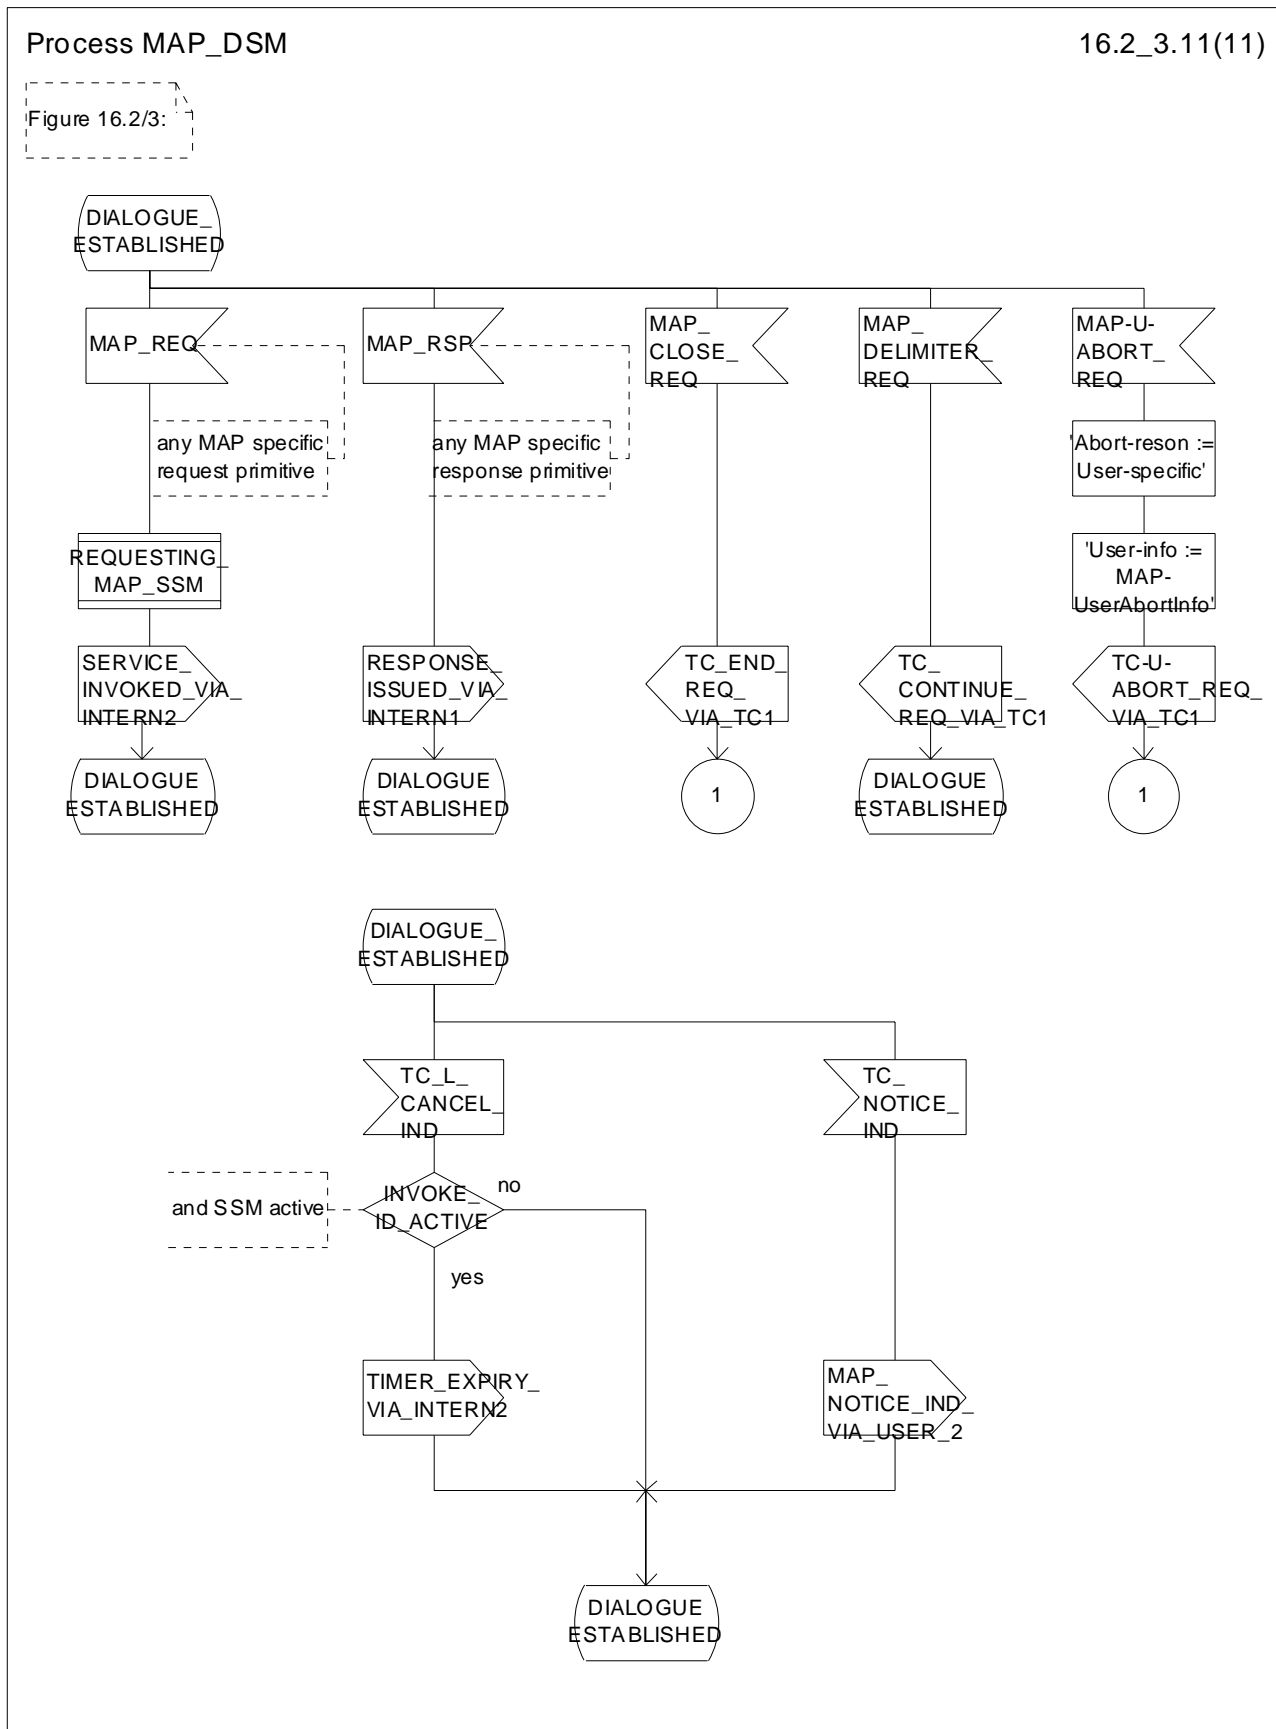 Process MAP_DSM
16.2_3.11(11)
Figure 16.2/3:
DIALOGUE_
ESTABLISHED
MAP_REQ
MAP_RSP
MAP_
CLOSE_
REQ
MAP_
DELIMITER_
REQ
MAP-U-
ABORT_
REQ
any MAP specific
request primitive
any MAP specific
response primitive
'Abort-reson :=
User-specific'
REQUESTING_
MAP_SSM
'User-info :=
MAP-
UserAbortInfo'
SERVICE_
INVOKED_VIA_
INTERN2
RESPONSE_
ISSUED_VIA_
INTERN1
TC_END_
REQ_
VIA_TC1
TC_
CONTINUE_
REQ_VIA_TC1
TC-U-
ABORT_REQ_
VIA_TC1
DIALOGUE
ESTABLISHED
DIALOGUE
ESTABLISHED
1
DIALOGUE
ESTABLISHED
1
DIALOGUE_
ESTABLISHED
TC_L_
CANCEL_
IND
TC_
NOTICE_
IND
and SSM active
INVOKE_
ID_ACTIVE
no
yes
TIMER_EXPIRY_
VIA_INTERN2
MAP_
NOTICE_IND_
VIA_USER_2
DIALOGUE
ESTABLISHED